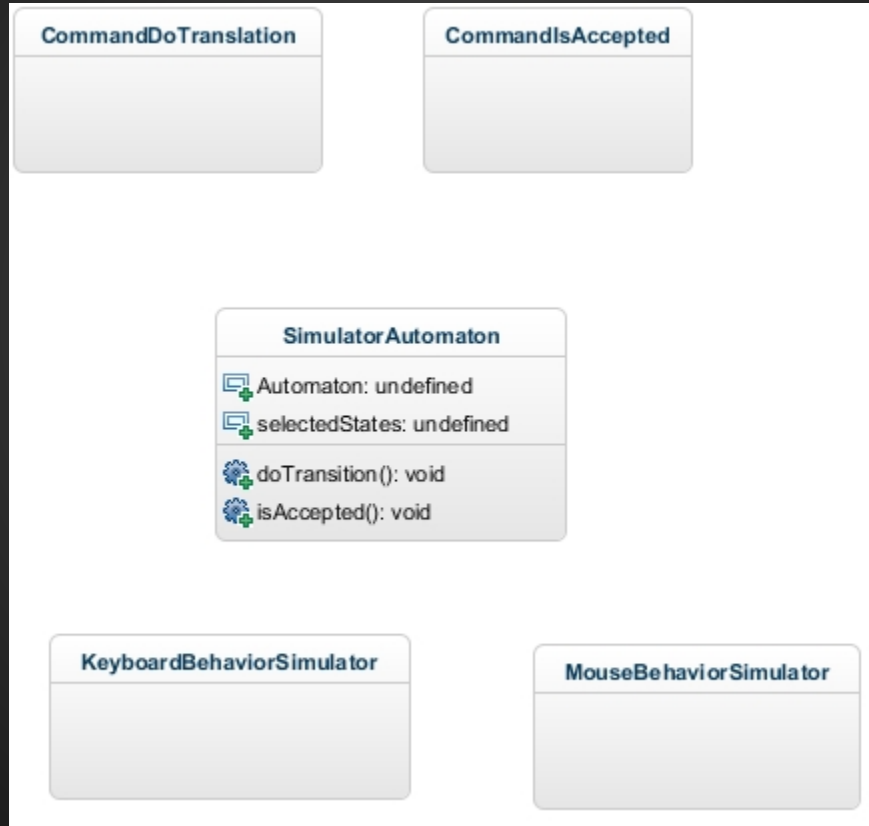 CommandDoTranslation
CommandIsAccepted
SimulatorAutomaton
Automaton: undefined
selectedStates: undefined
doTransition(): void
isAccepted(): void
KeyboardBehaviorSimulator
MouseBehaviorSimulator